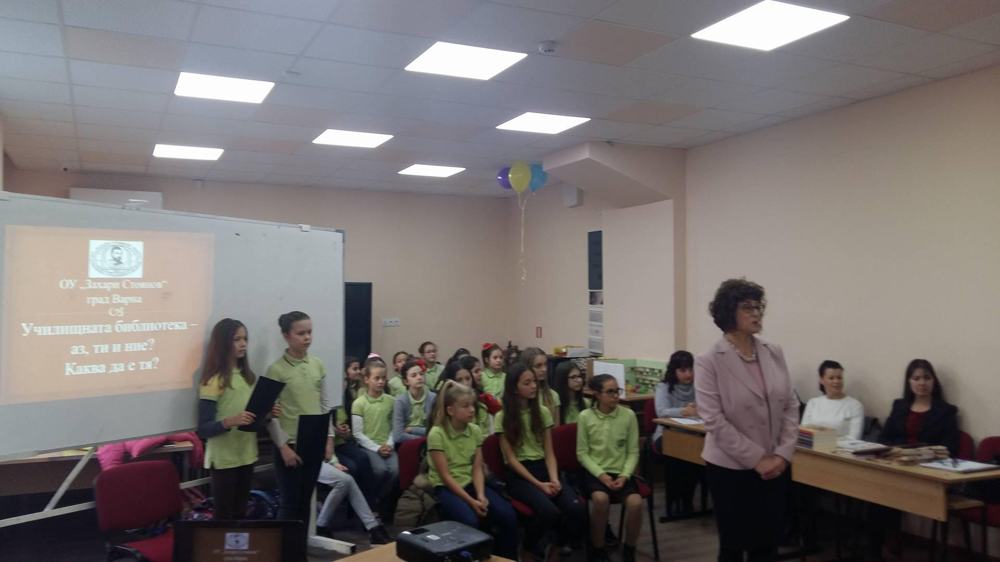 ОУ „Захари Стоянов“
град Варна
Училищната библиотека –
аз, ти и ние?
Каква да е тя?